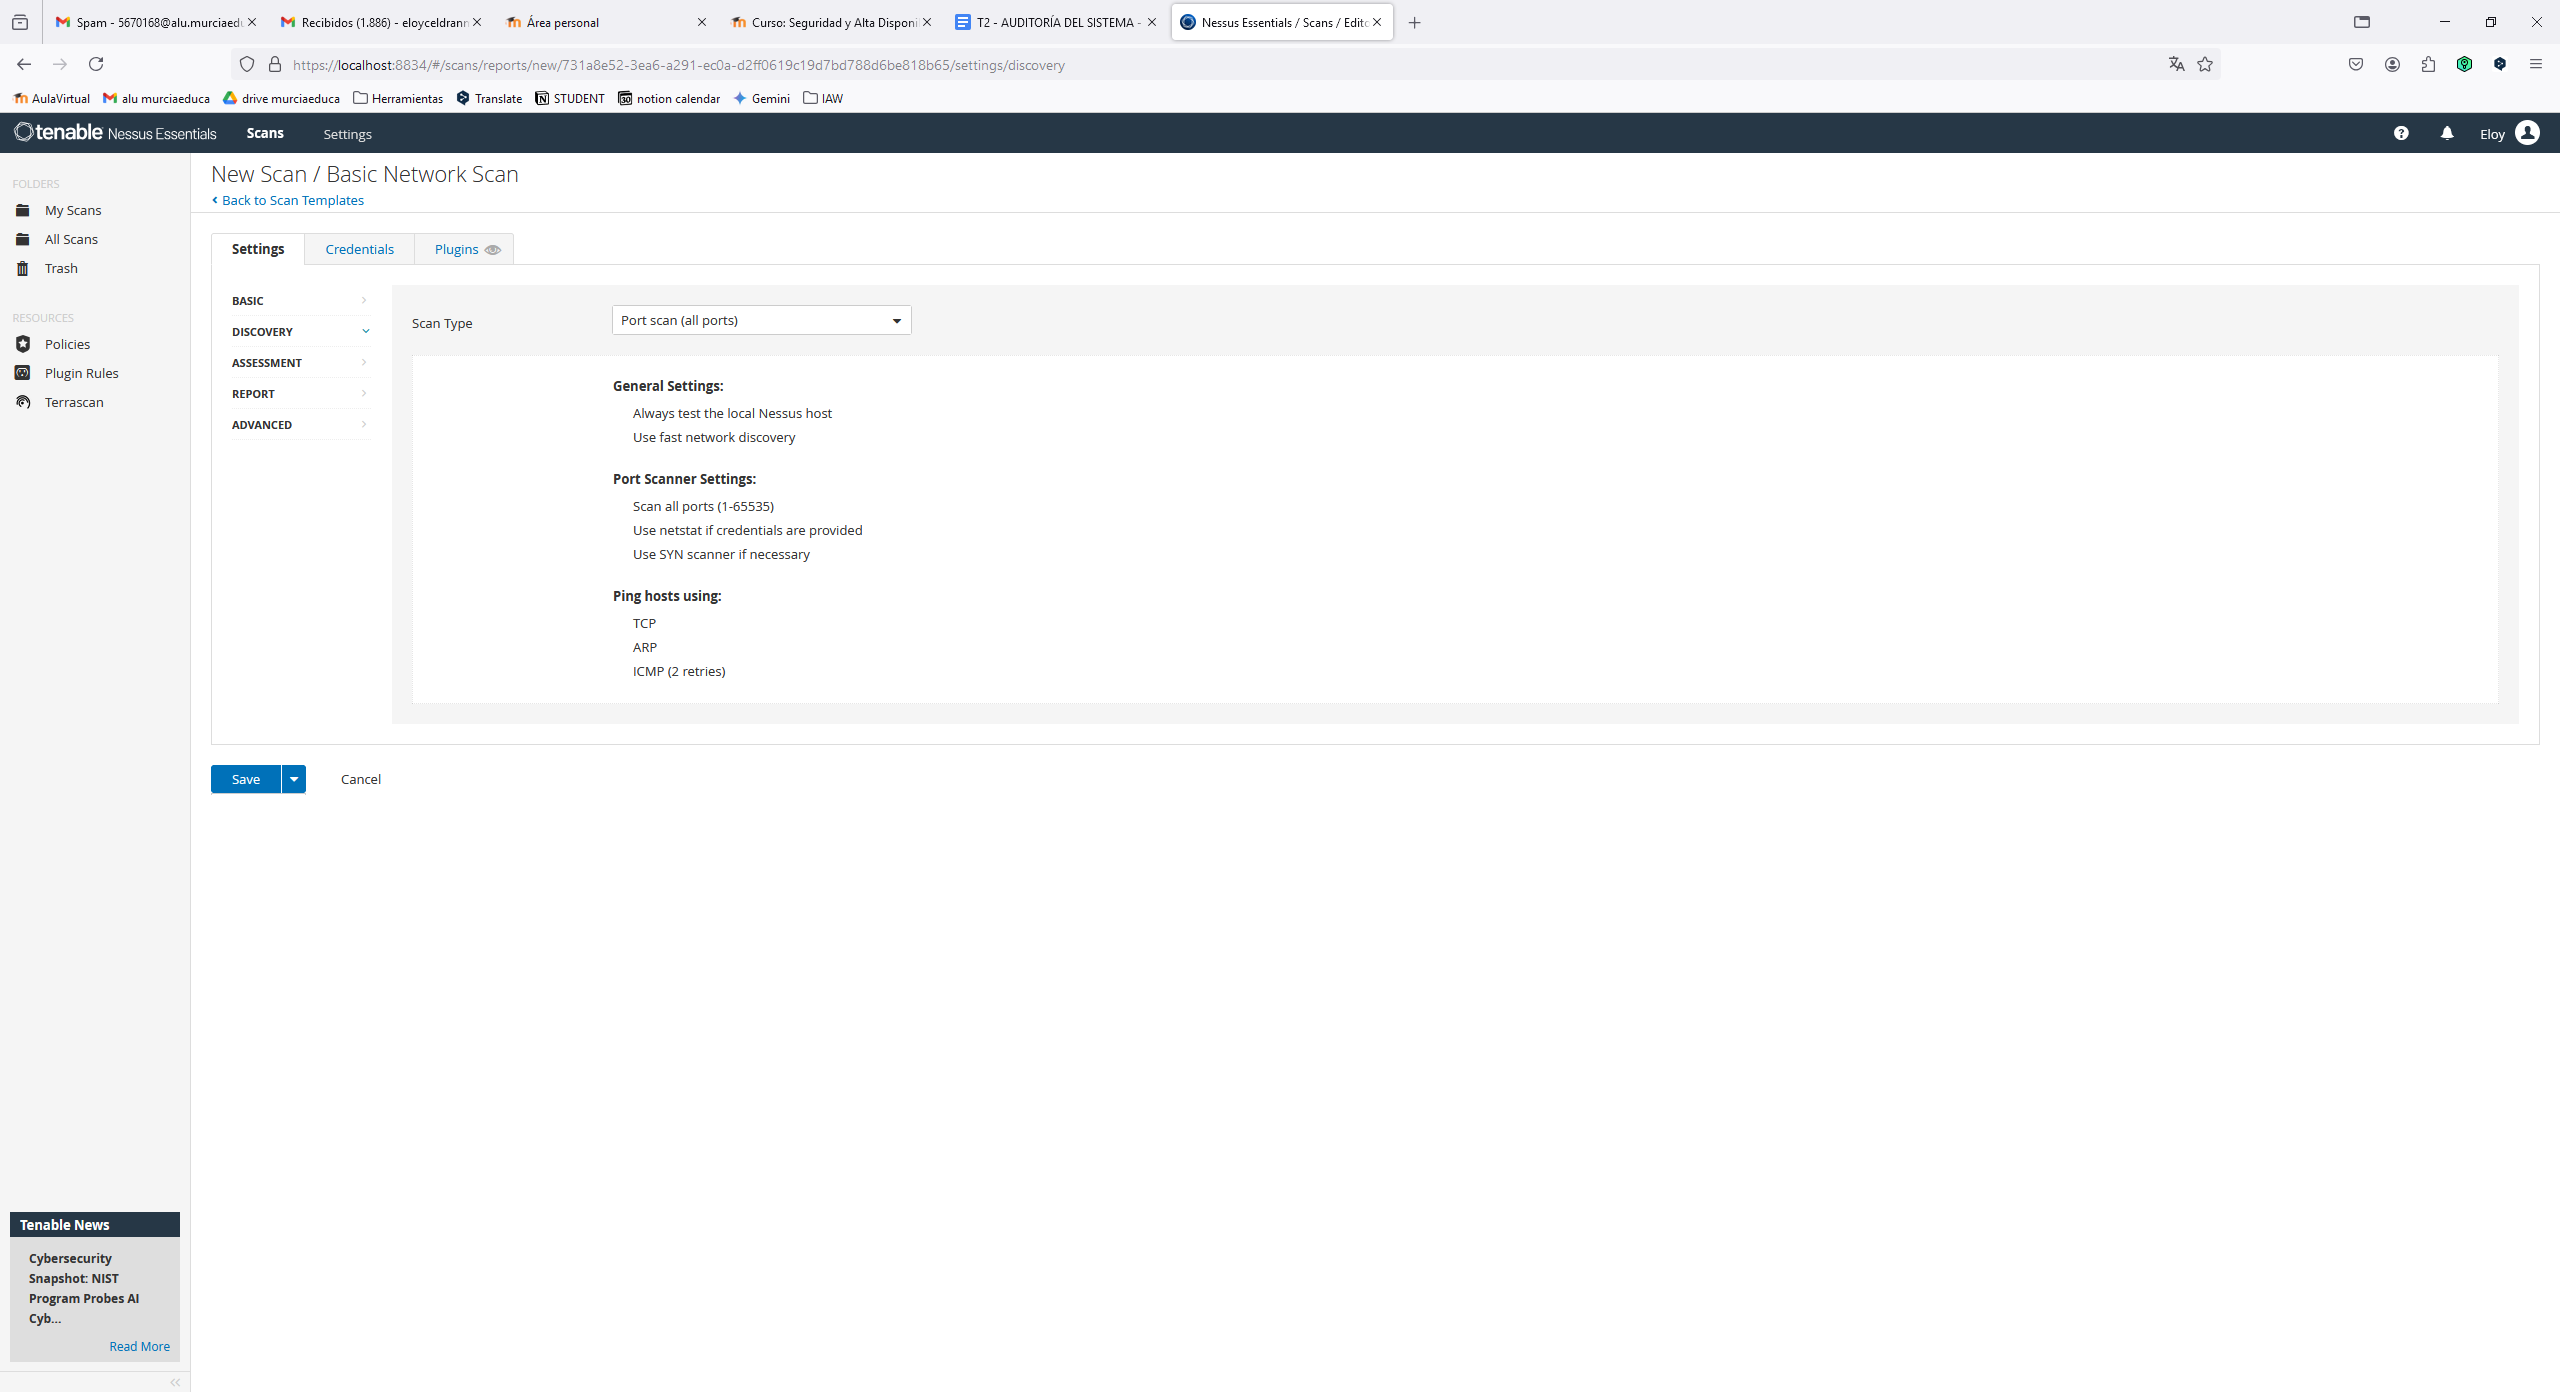 Spam - 5670168@alu.murciaedu
Recibidos (1.886) - eloyceldrann
Área personal
Curso: Seguridad y Alta Disponi
T2 - AUDITORÍA DEL SISTEMA -
Nessus Essentials / Scans / Edito
https://localhost:8834/#/scans/reports/new/731a8e52-3ea6-a291-ec0a-d2ff0619c19d7bd788d6be818b65/settings/discovery
AulaVirtual
alu murciaeduca
drive murciaeduca
Herramientas
Translate
STUDENT
notion calendar
Gemini
IAW
tenable Nessus Essentials
Scans
Settings
Eloy
FOLDERS
My Scans
All Scans
Trash
RESOURCES
Policies
Plugin Rules
Terrascan
New Scan / Basic Network Scan
Back to Scan Templates
Settings
Credentials
Plugins
BASIC
DISCOVERY
ASSESSMENT
REPORT
ADVANCED
Scan Type
Port scan (all ports)
General Settings:
Always test the local Nessus host
Use fast network discovery
Port Scanner Settings:
Scan all ports (1-65535)
Use netstat if credentials are provided
Use SYN scanner if necessary
Ping hosts using:
TCP
ARP
ICMP (2 retries)
Save
Cancel
Tenable News
Cybersecurity
Snapshot: NIST
Program Probes AI
Cyb...
Read More